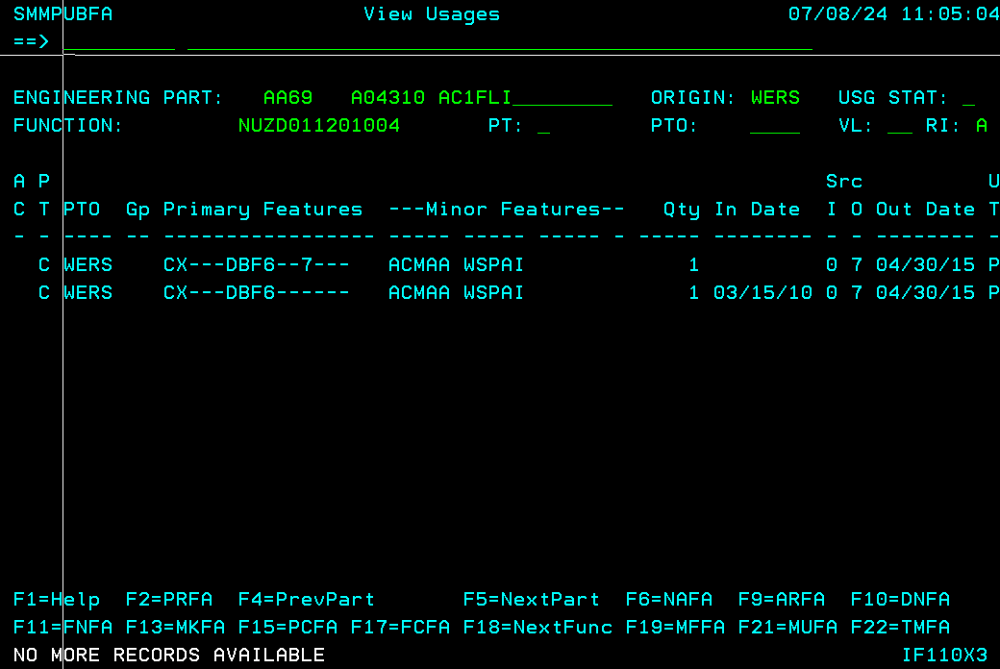 SMMPUBFA                    View Usages                       07/08/24 11:05:04
==> _________ __________________________________________________
ENGINEERING PART:   AA69   A04310 AC1FLI________   ORIGIN: WERS   USG STAT: _
FUNCTION:         NUZD011201004       PT: _        PTO:    ____   VL: __ RI: A
A P                                                              Src          U
C T PTO  Gp Primary Features  ---Minor Features--   Qty In Date  I O Out Date T
- - ---- -- ----------------- ----- ----- ----- - ----- -------- - - -------- -
  C WERS    CX---DBF6--7---   ACMAA WSPAI             1          0 7 04/30/15 P
  C WERS    CX---DBF6------   ACMAA WSPAI             1 03/15/10 0 7 04/30/15 P
F1=Help  F2=PRFA  F4=PrevPart       F5=NextPart  F6=NAFA  F9=ARFA  F10=DNFA
F11=FNFA F13=MKFA F15=PCFA F17=FCFA F18=NextFunc F19=MFFA F21=MUFA F22=TMFA
NO MORE RECORDS AVAILABLE                                              IF110X3